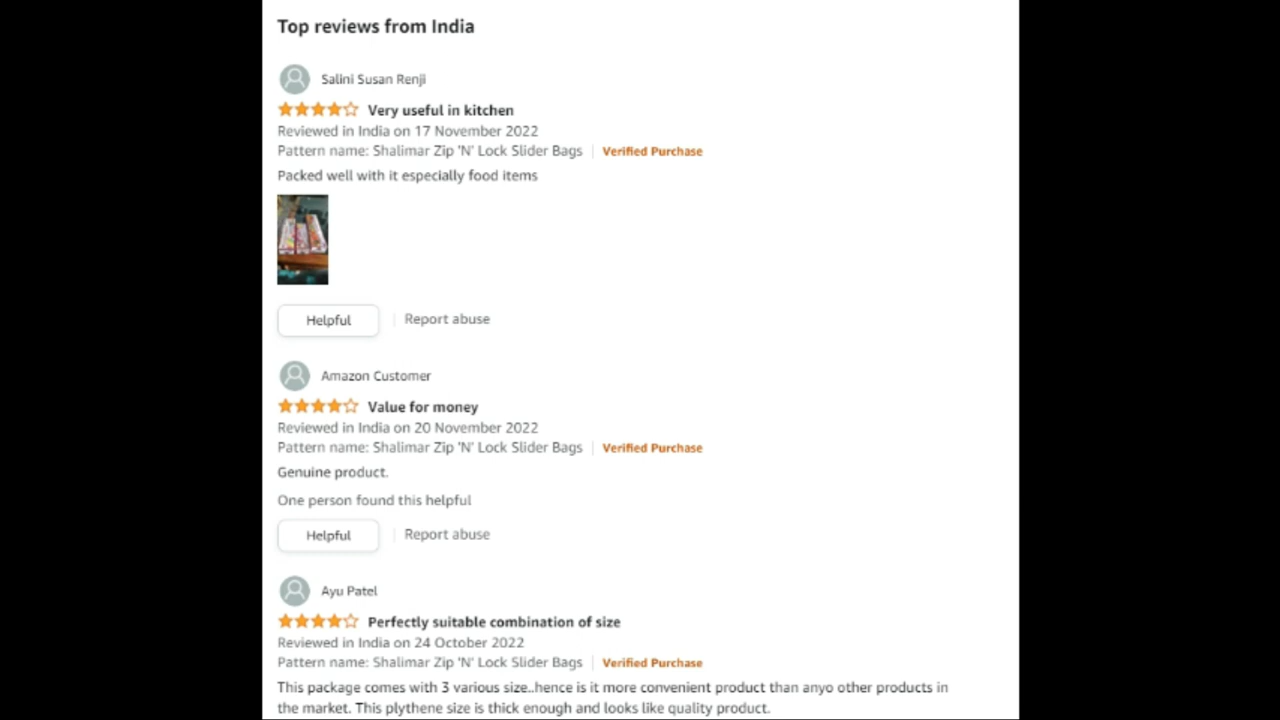 Top reviews from India
Salini Susan Renji
Very useful in kitchen
Reviewed in India on 17 November 2022
Pattern name: Shalimar Zip 'N' Lock Slider Bags | Verified Purchase
Packed well with it especially food items
Helpful | Report abuse
Amazon Customer
Value for money
Reviewed in India on 20 November 2022
Pattern name: Shalimar Zip 'N' Lock Slider Bags | Verified Purchase
Genuine product.
One person found this helpful
Helpful | Report abuse
Ayu Patel
Perfectly suitable combination of size
Reviewed in India on 24 October 2022
Pattern name: Shalimar Zip 'N' Lock Slider Bags | Verified Purchase
This package comes with 3 various size..hence is it more convenient product than anyo other products in
the market. This plythene size is thick enough and looks like quality product.